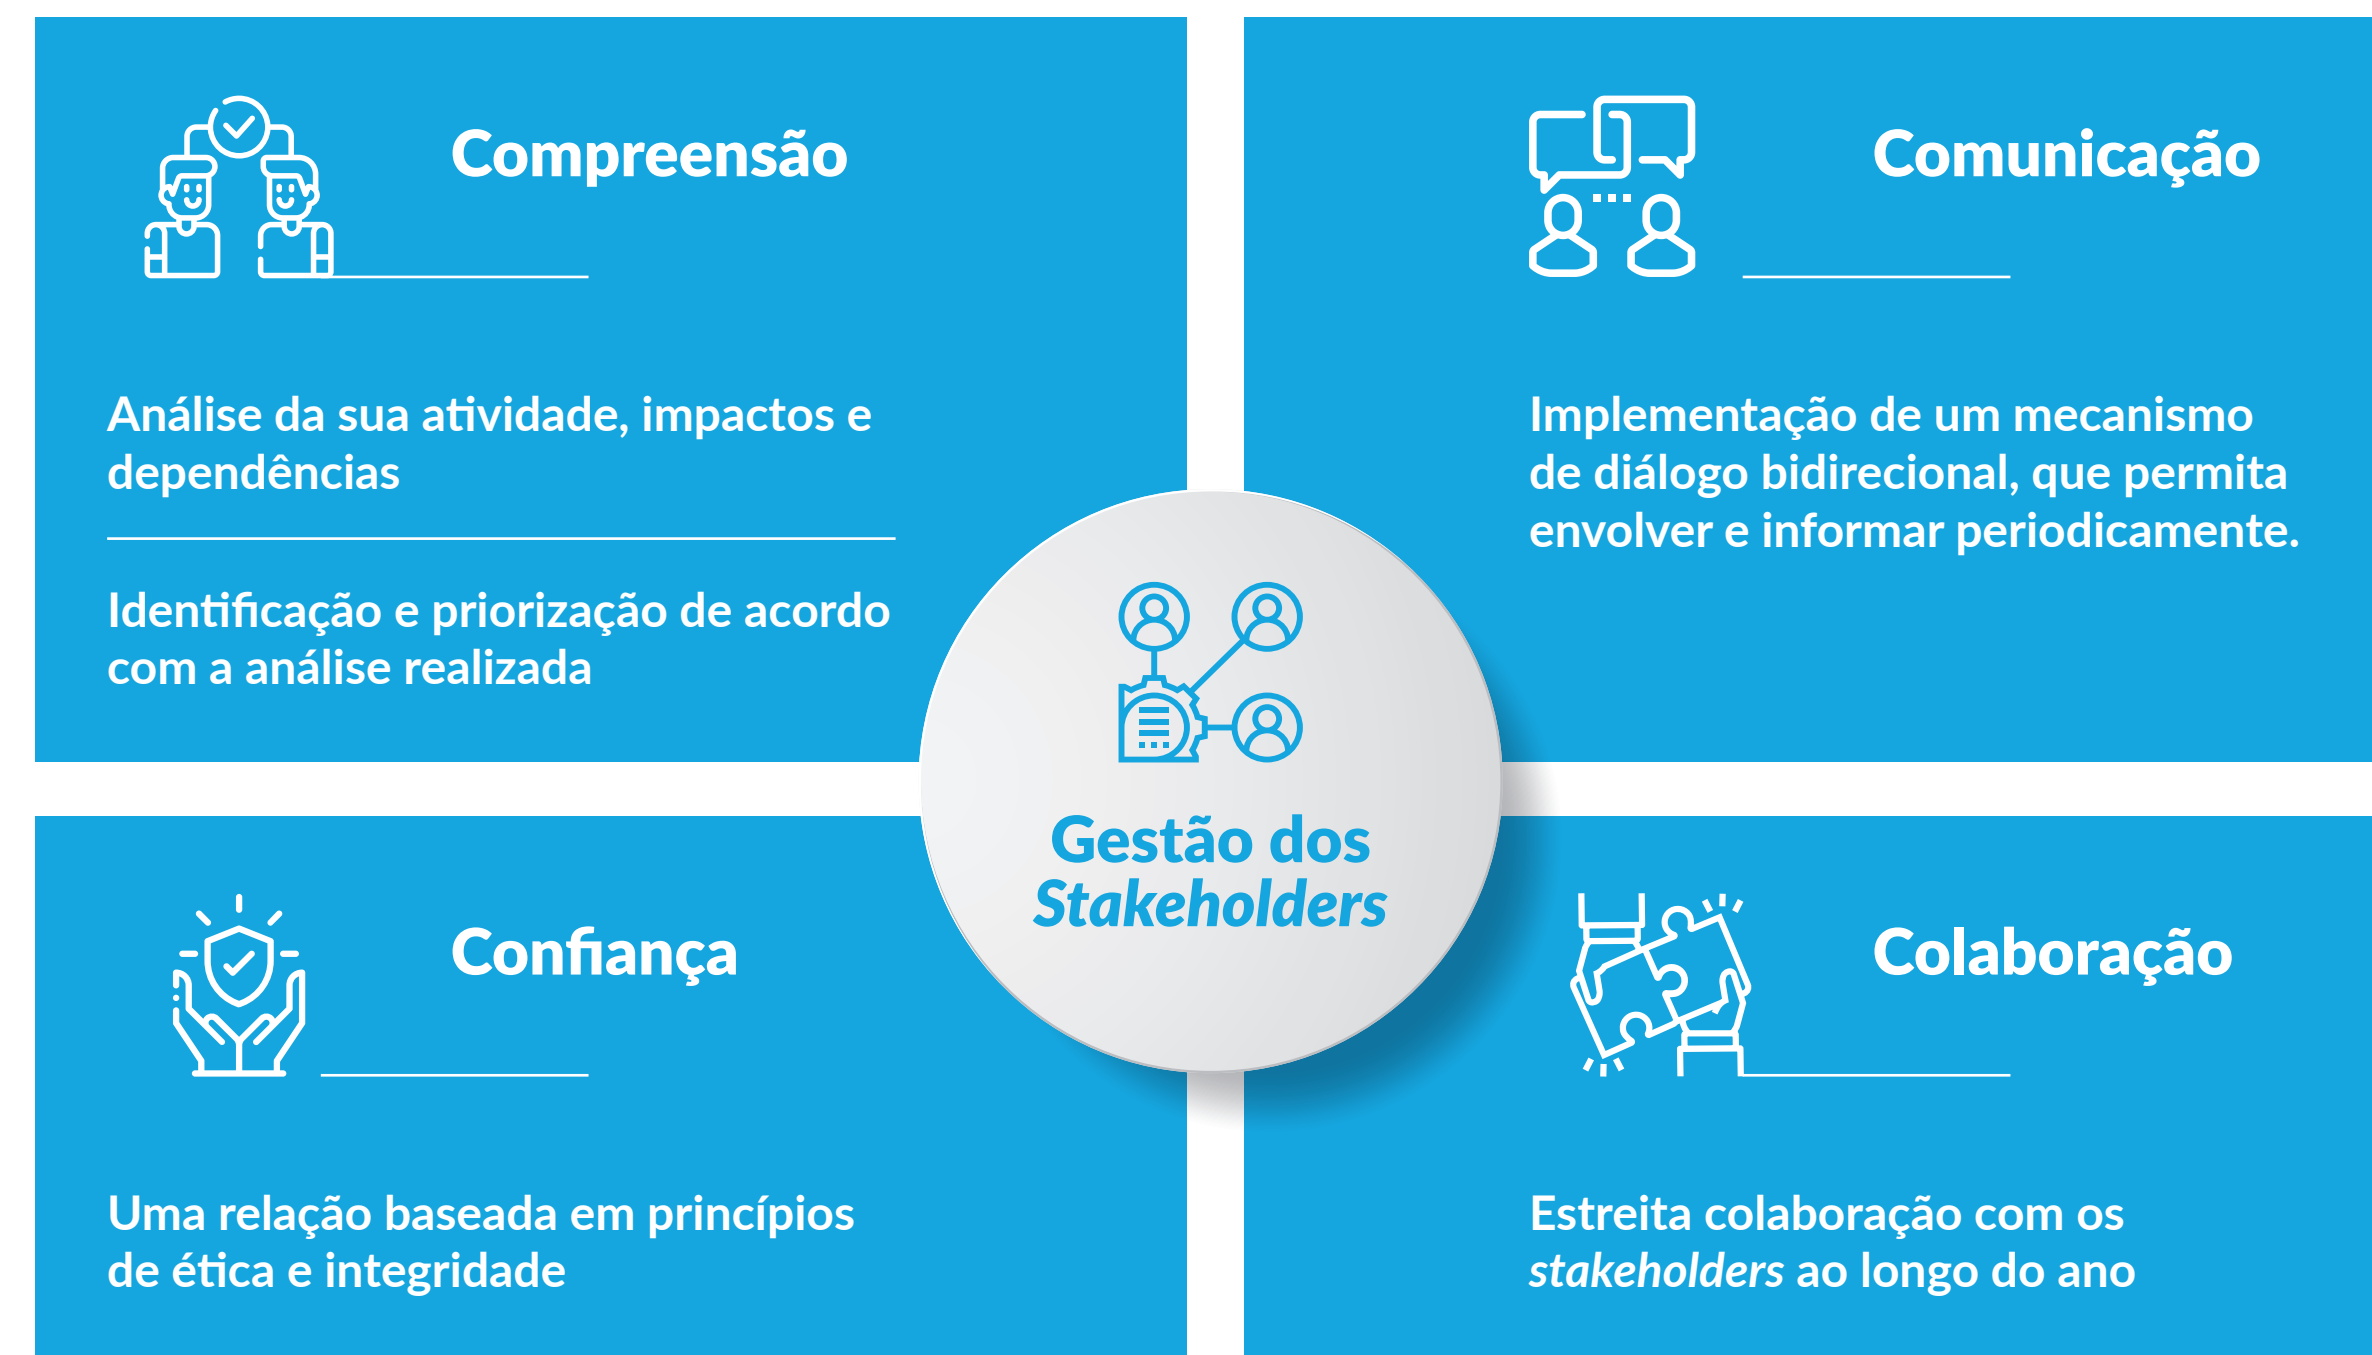 Compreensão
Análise da sua atividade, impactos e
dependências
Identificação e priorização de acordo
com a análise realizada
Comunicação
Implementação de um mecanismo
de diálogo bidirecional, que permita
envolver e informar periodicamente.
Gestão dos
Stakeholders
Confiança
Uma relação baseada em princípios
de ética e integridade
Colaboração
Estreita colaboração com os
stakeholders ao longo do ano